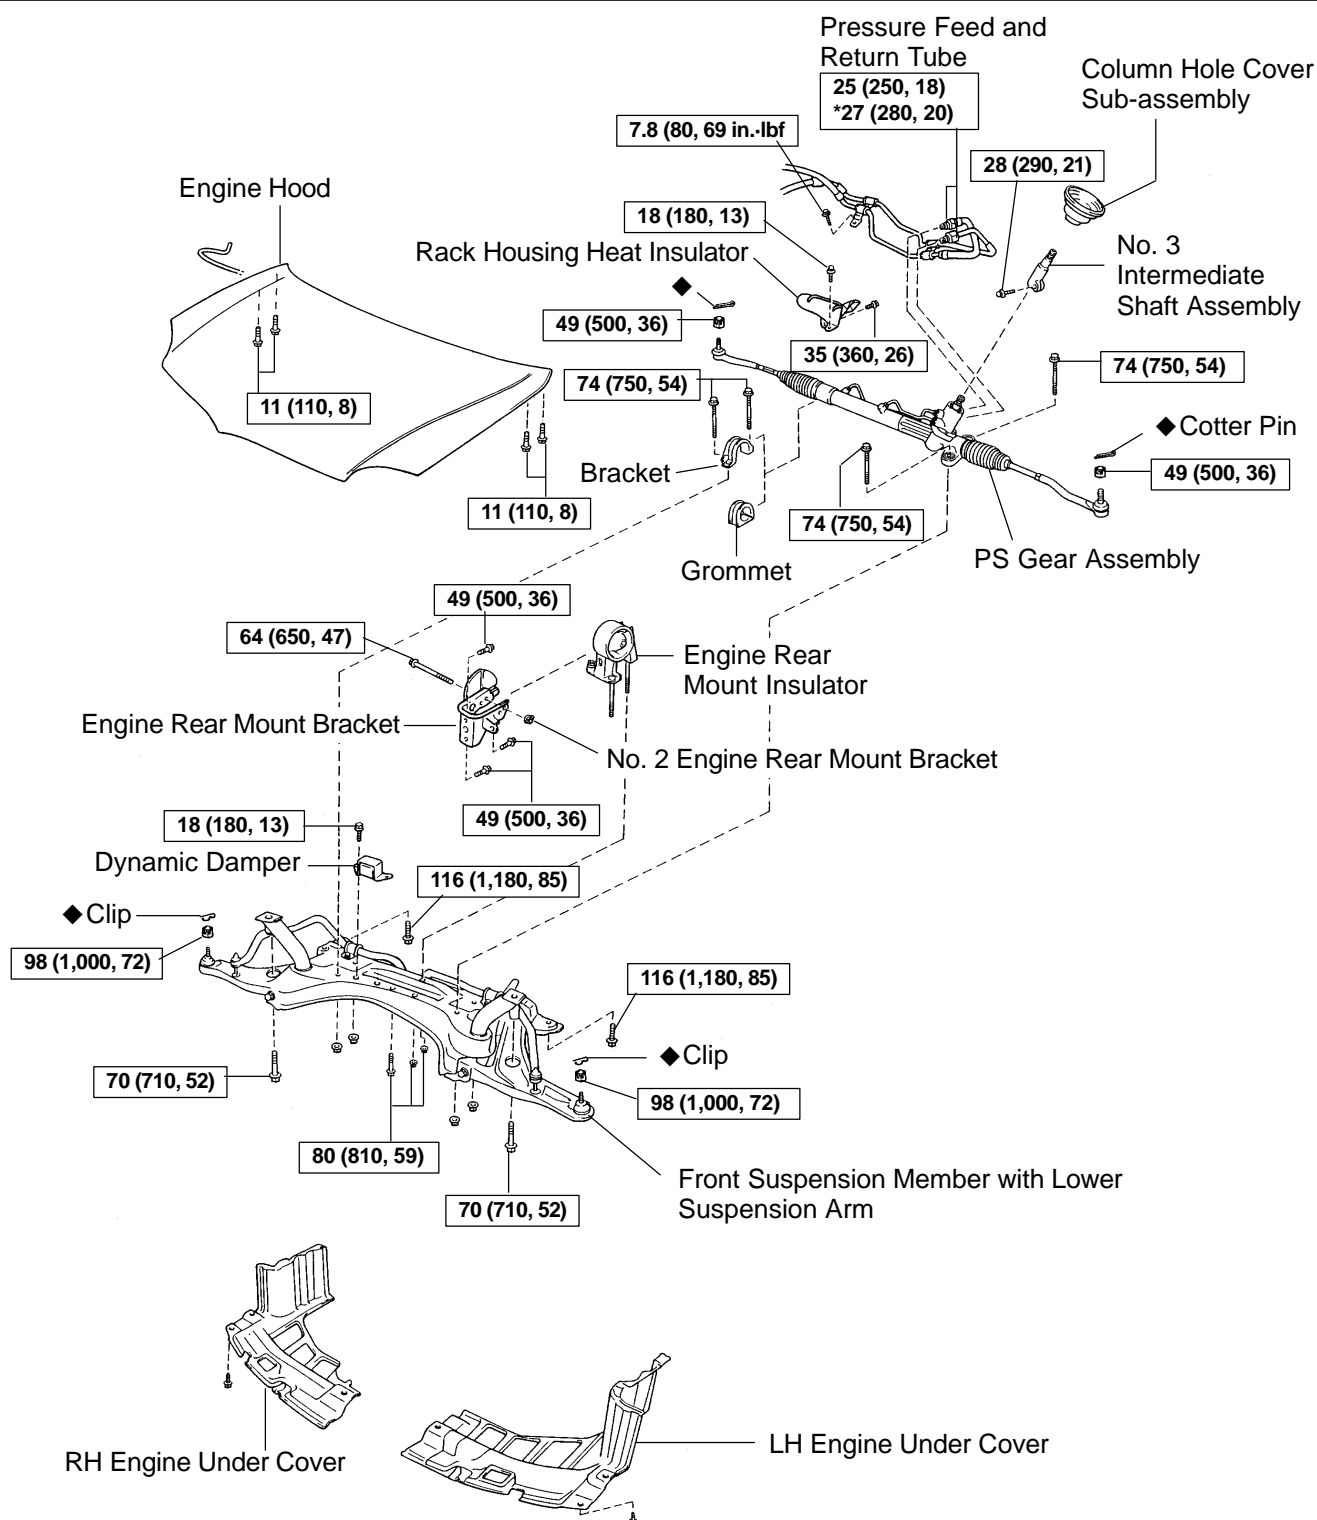 Pressure Feed and
Return Tube
25 (250, 18)
*27 (280, 20)
Column Hole Cover
Sub-assembly
7.8 (80, 69 in.-lbf
28 (290, 21)
Engine Hood
18 (180, 13)
Rack Housing Heat Insulator
No. 3
Intermediate
Shaft Assembly
◆
49 (500, 36)
35 (360, 26)
74 (750, 54)
74 (750, 54)
11 (110, 8)
◆Cotter Pin
Bracket
49 (500, 36)
11 (110, 8)
74 (750, 54)
Grommet
PS Gear Assembly
49 (500, 36)
64 (650, 47)
Engine Rear
Mount Insulator
Engine Rear Mount Bracket
No. 2 Engine Rear Mount Bracket
49 (500, 36)
18 (180, 13)
Dynamic Damper
116 (1,180, 85)
◆Clip
98 (1,000, 72)
116 (1,180, 85)
◆Clip
70 (710, 52)
98 (1,000, 72)
80 (810, 59)
70 (710, 52)
Front Suspension Member with Lower
Suspension Arm
RH Engine Under Cover
LH Engine Under Cover